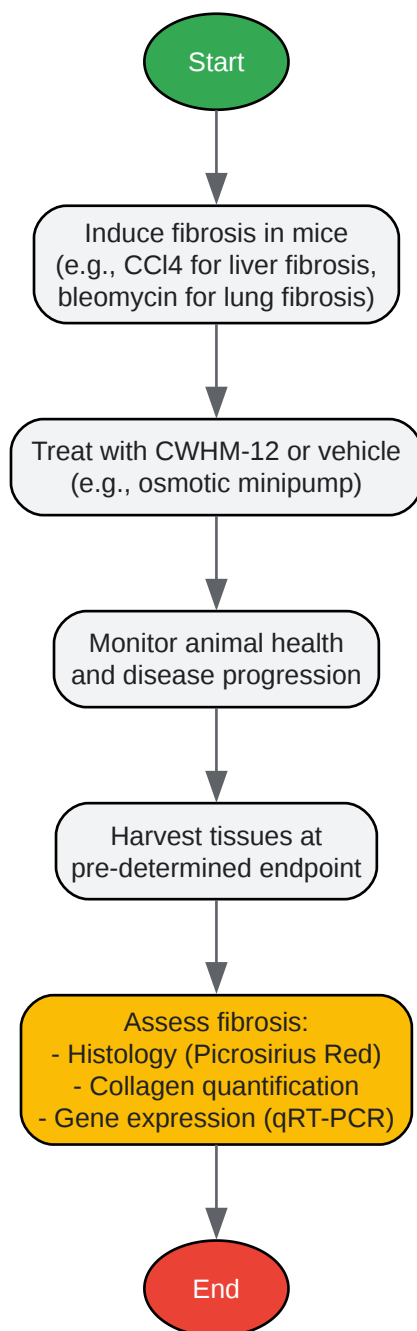 Start
Induce fibrosis in mice
(e.g., CCl4 for liver fibrosis,
bleomycin for lung fibrosis)
Treat with CWHM-12 or vehicle
(e.g., osmotic minipump)
Monitor animal health
and disease progression
Harvest tissues at
pre-determined endpoint
Assess fibrosis:
- Histology (Picrosirius Red)
- Collagen quantification
- Gene expression (qRT-PCR)
End